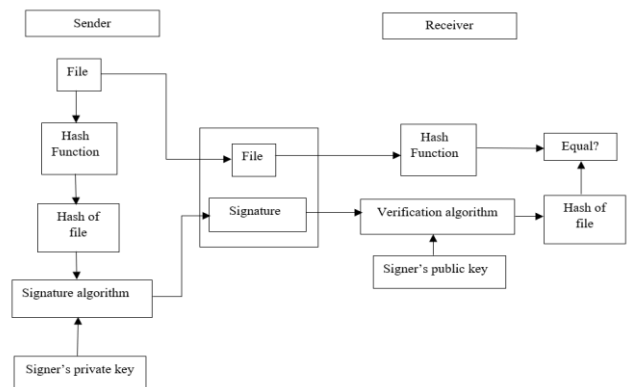 Sender
Receiver
File
Hash
Function
Hash of
file
Signature algorithm
Signer's private key
File
Signature
Hash
Function
Equal?
Verification algorithm
Hash of
file
Signer's public key